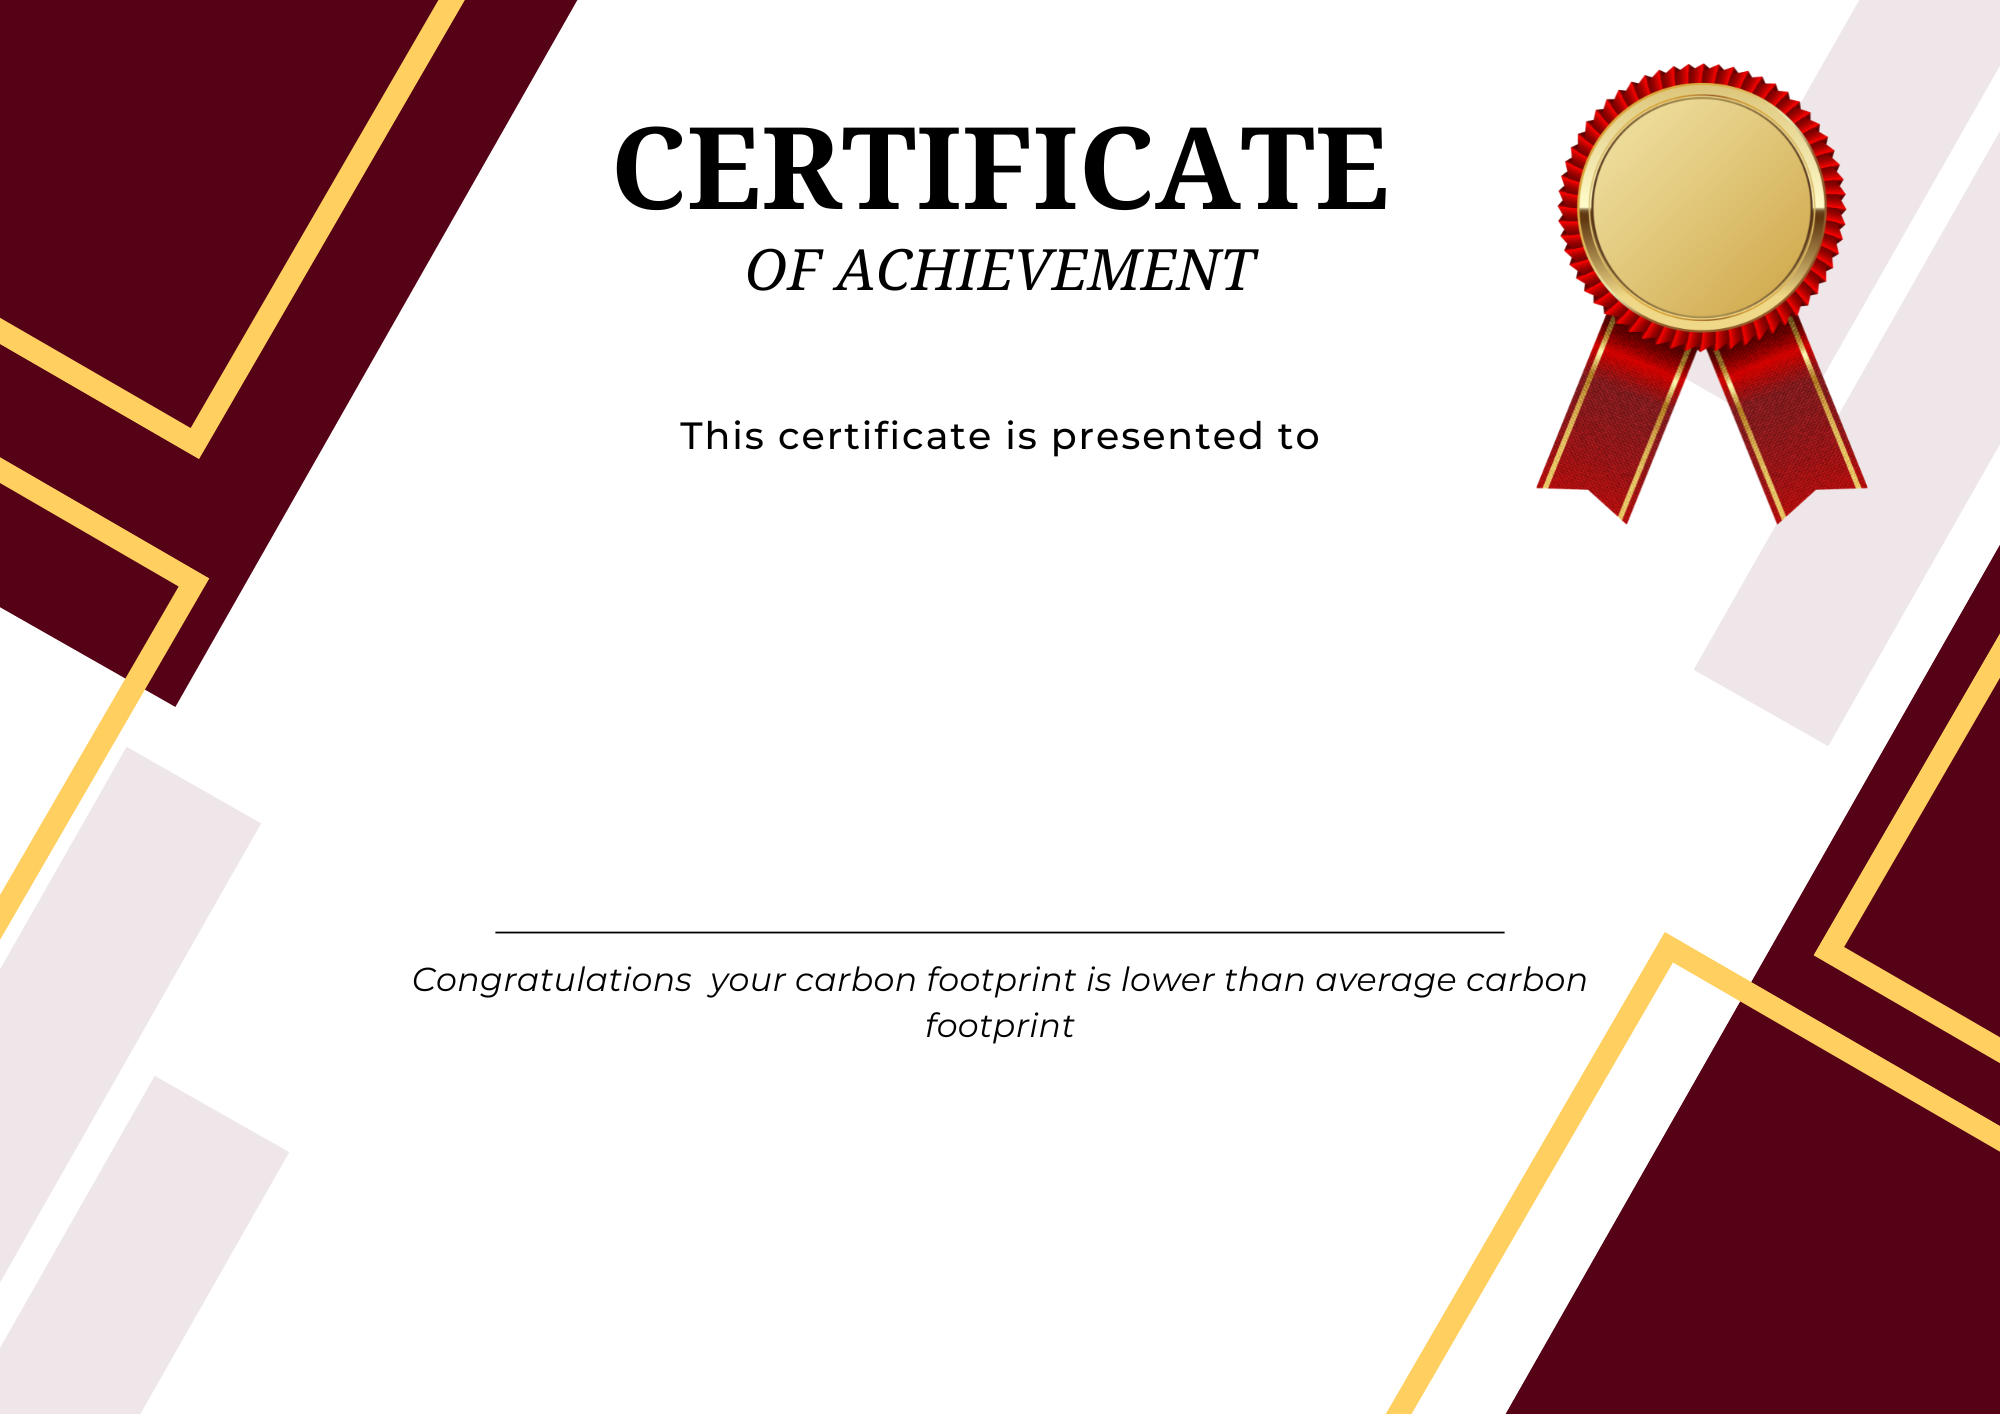 CERTIFICATE
OF ACHIEVEMENT
This certificate is presented to
Congratulations  your carbon footprint is lower than average carbon
footprint